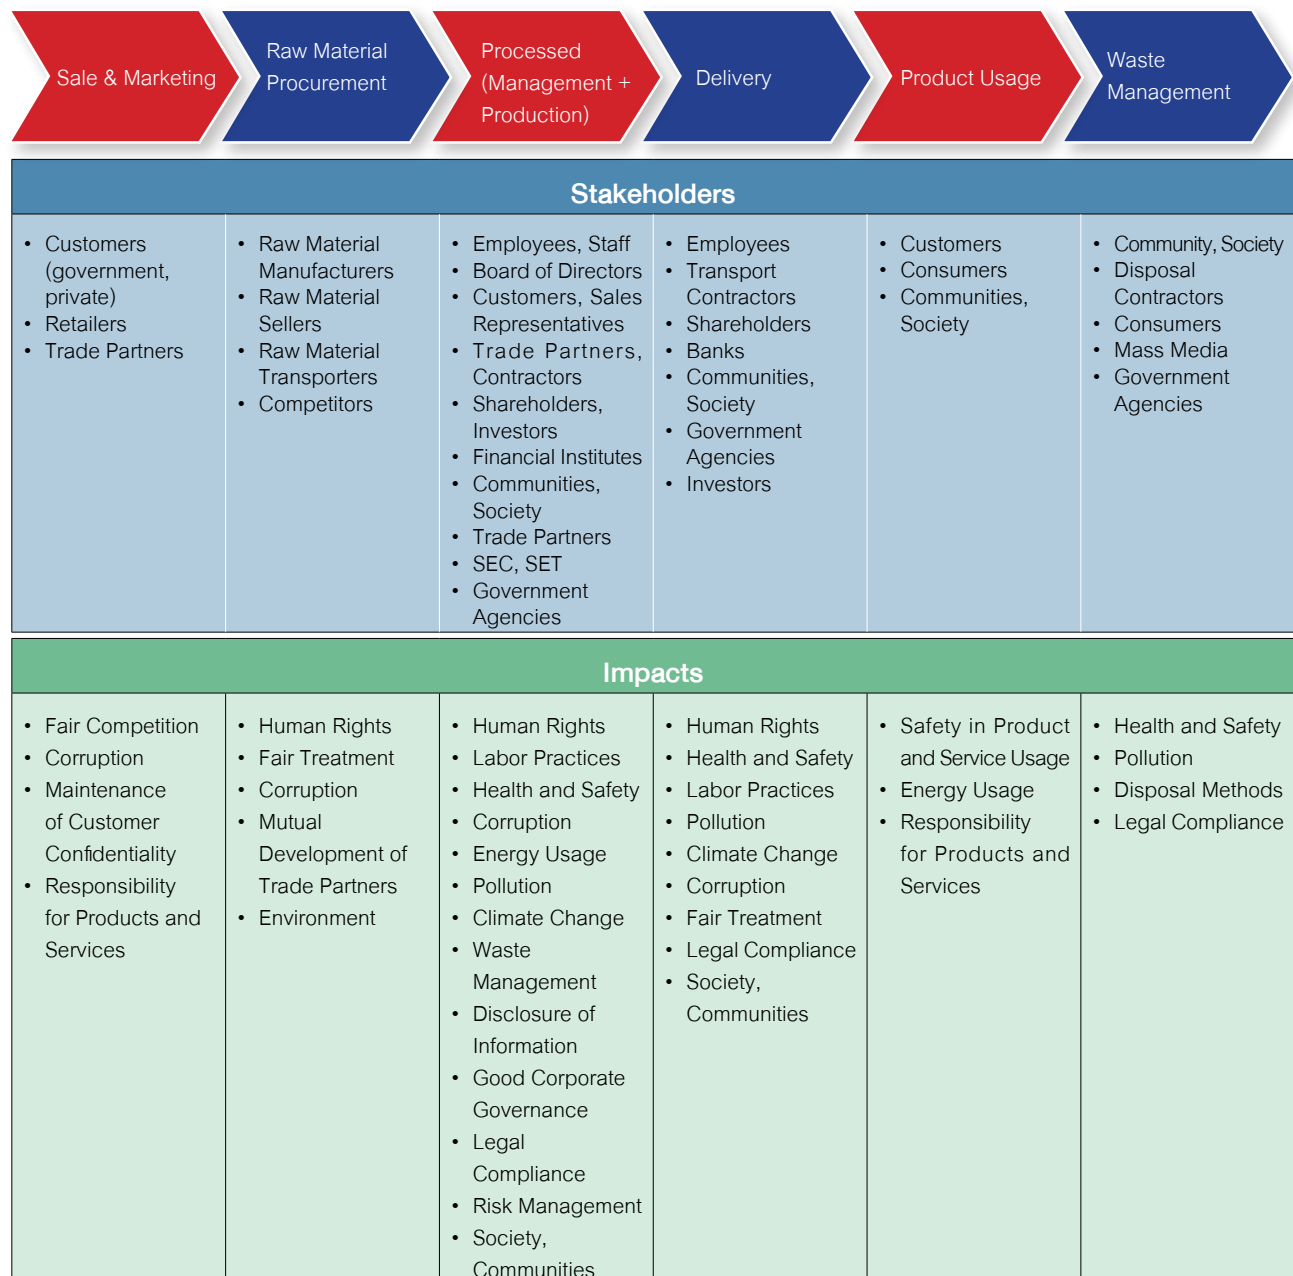 Sale & Marketing
Raw Material
Procurement
Processed
(Management +
Production)
Delivery
Product Usage
Waste
Management
Stakeholders
• Customers
(government,
private)
• Retailers
• Trade Partners
• Raw Material
Manufacturers
• Raw Material
Sellers
• Raw Material
Transporters
• Competitors
• Employees, Staff
• Board of Directors
• Customers, Sales
Representatives
• Trade Partners,
Contractors
• Shareholders,
Investors
• Financial Institutes
• Communities,
Society
• Trade Partners
• SEC, SET
• Government
Agencies
• Employees
• Transport
Contractors
• Shareholders
• Banks
• Communities,
Society
• Government
Agencies
• Investors
• Customers
• Consumers
• Communities,
Society
• Community, Society
• Disposal
Contractors
• Consumers
• Mass Media
• Government
Agencies
Impacts
• Fair Competition
• Corruption
• Maintenance
of Customer
Confidentiality
• Responsibility
for Products and
Services
• Human Rights
• Fair Treatment
• Corruption
• Mutual
Development of
Trade Partners
• Environment
• Human Rights
• Labor Practices
• Health and Safety
• Corruption
• Energy Usage
• Pollution
• Climate Change
• Waste
Management
• Disclosure of
Information
• Good Corporate
Governance
• Legal
Compliance
• Risk Management
• Society,
Communities
• Human Rights
• Health and Safety
• Labor Practices
• Pollution
• Climate Change
• Corruption
• Fair Treatment
• Legal Compliance
• Society,
Communities
• Safety in Product
and Service Usage
• Energy Usage
• Responsibility
for Products and
Services
• Health and Safety
• Pollution
• Disposal Methods
• Legal Compliance